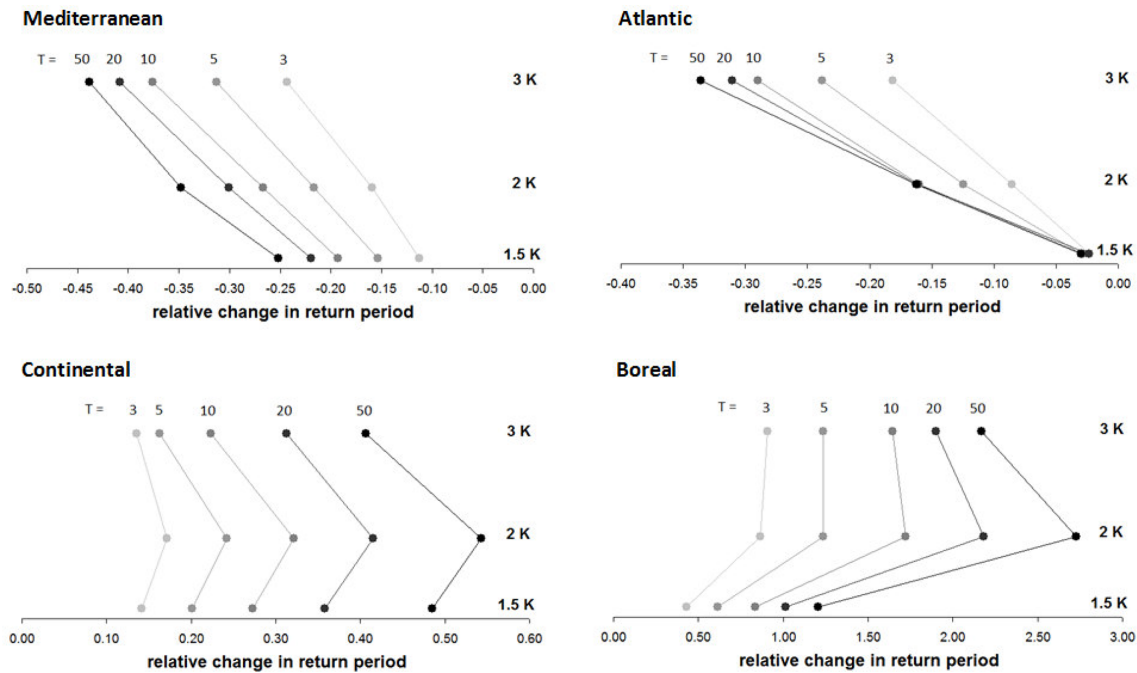 Mediterranean
T = 50 20 10 5 3
3 K
2 K
1.5 K
-0.50 -0.45 -0.40 -0.35 -0.30 -0.25 -0.20 -0.15 -0.10 -0.05 0.00
relative change in return period
Atlantic
T = 50 20 10 5 3
3 K
2 K
1.5 K
-0.40 -0.35 -0.30 -0.25 -0.20 -0.15 -0.10 -0.05 0.00
relative change in return period
Continental
T = 3 5 10 20 50
3 K
2 K
1.5 K
0.00 0.10 0.20 0.30 0.40 0.50 0.60
relative change in return period
Boreal
T = 3 5 10 20 50
3 K
2 K
1.5 K
0.00 0.50 1.00 1.50 2.00 2.50 3.00
relative change in return period